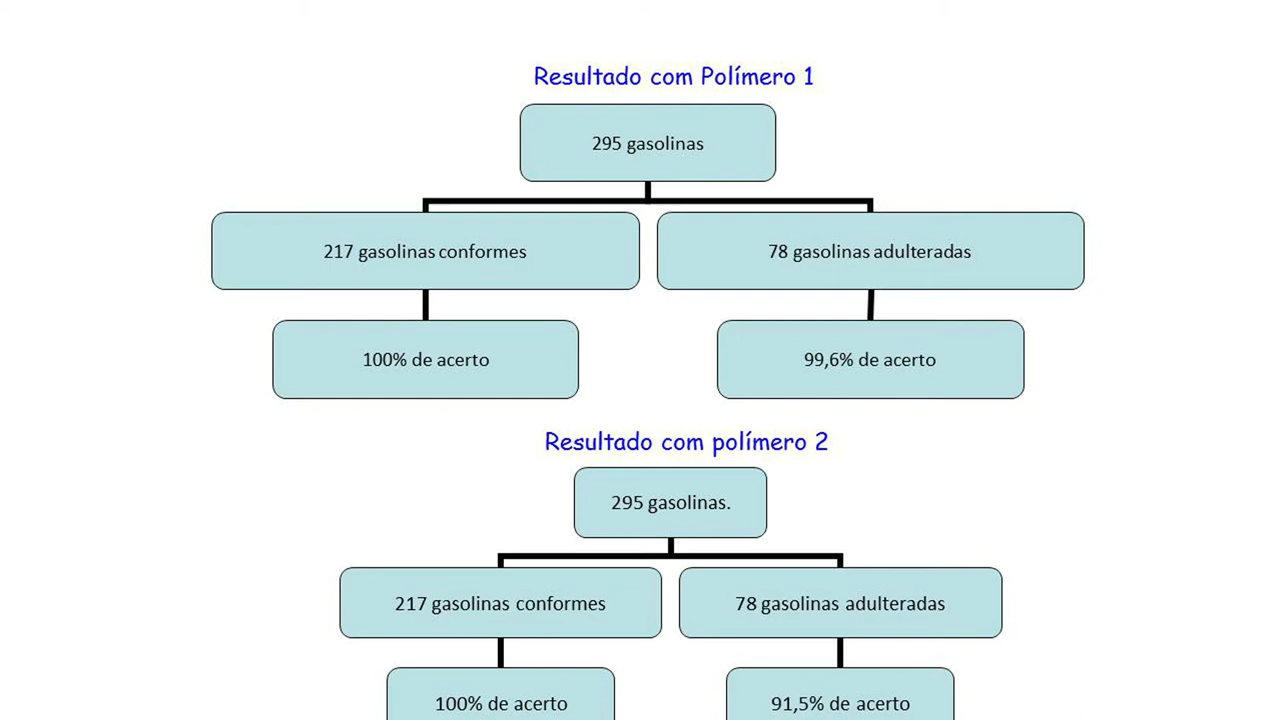 Resultado com Polímero 1
295 gasolinas
217 gasolinas conformes
78 gasolinas adulteradas
100% de acerto
99,6% de acerto
Resultado com polímero 2
295 gasolinas.
217 gasolinas conformes
78 gasolinas adulteradas
100% de acerto
91,5% de acerto